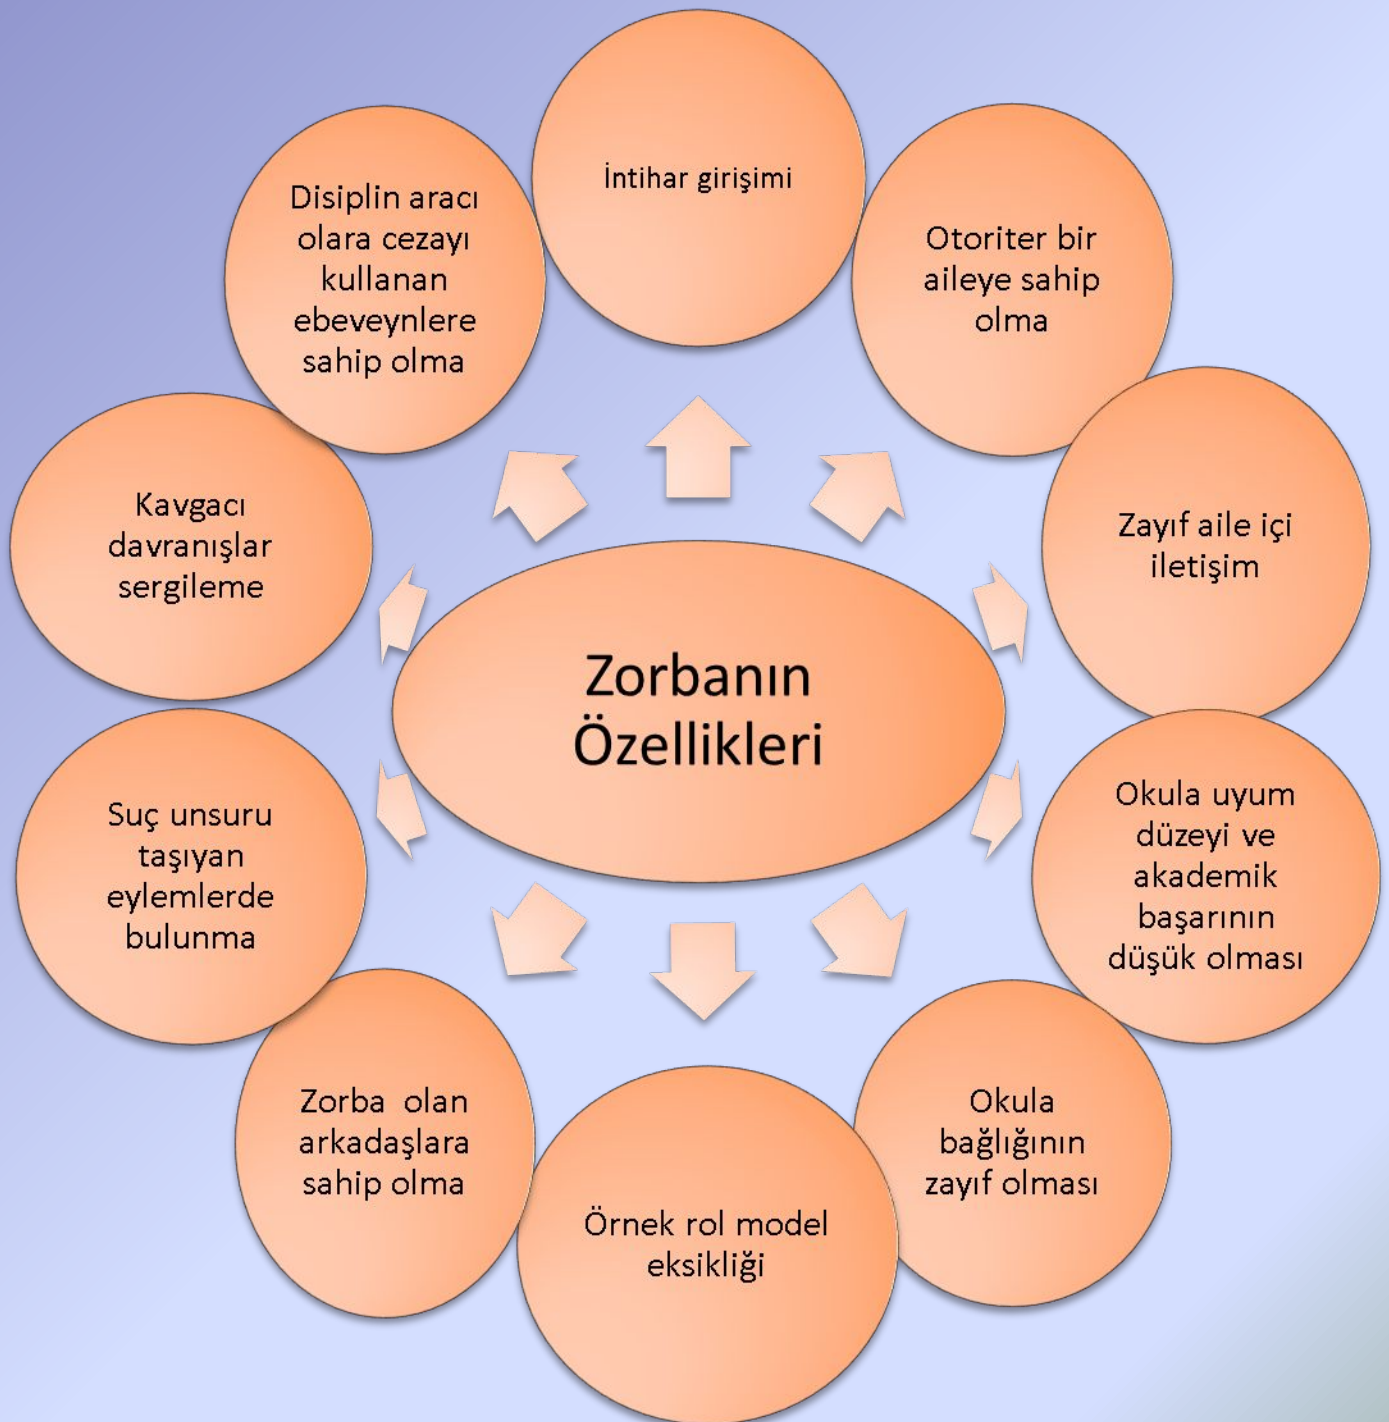 İntihar girişimi
Otoriter bir
aileye sahip
olma
Zayıf aile içi
iletişim
Okula uyum
düzeyi ve
akademik
başarının
düşük olması
Okula
bağlığının
zayıf olması
Örnek rol model
eksikliği
Zorba olan
arkadaşlara
sahip olma
Suç unsuru
taşıyan
eylemlerde
bulunma
Kavgacı
davranışlar
sergileme
Disiplin aracı
olara cezayı
kullanan
ebeveynlere
sahip olma
Zorbanın
Özellikleri